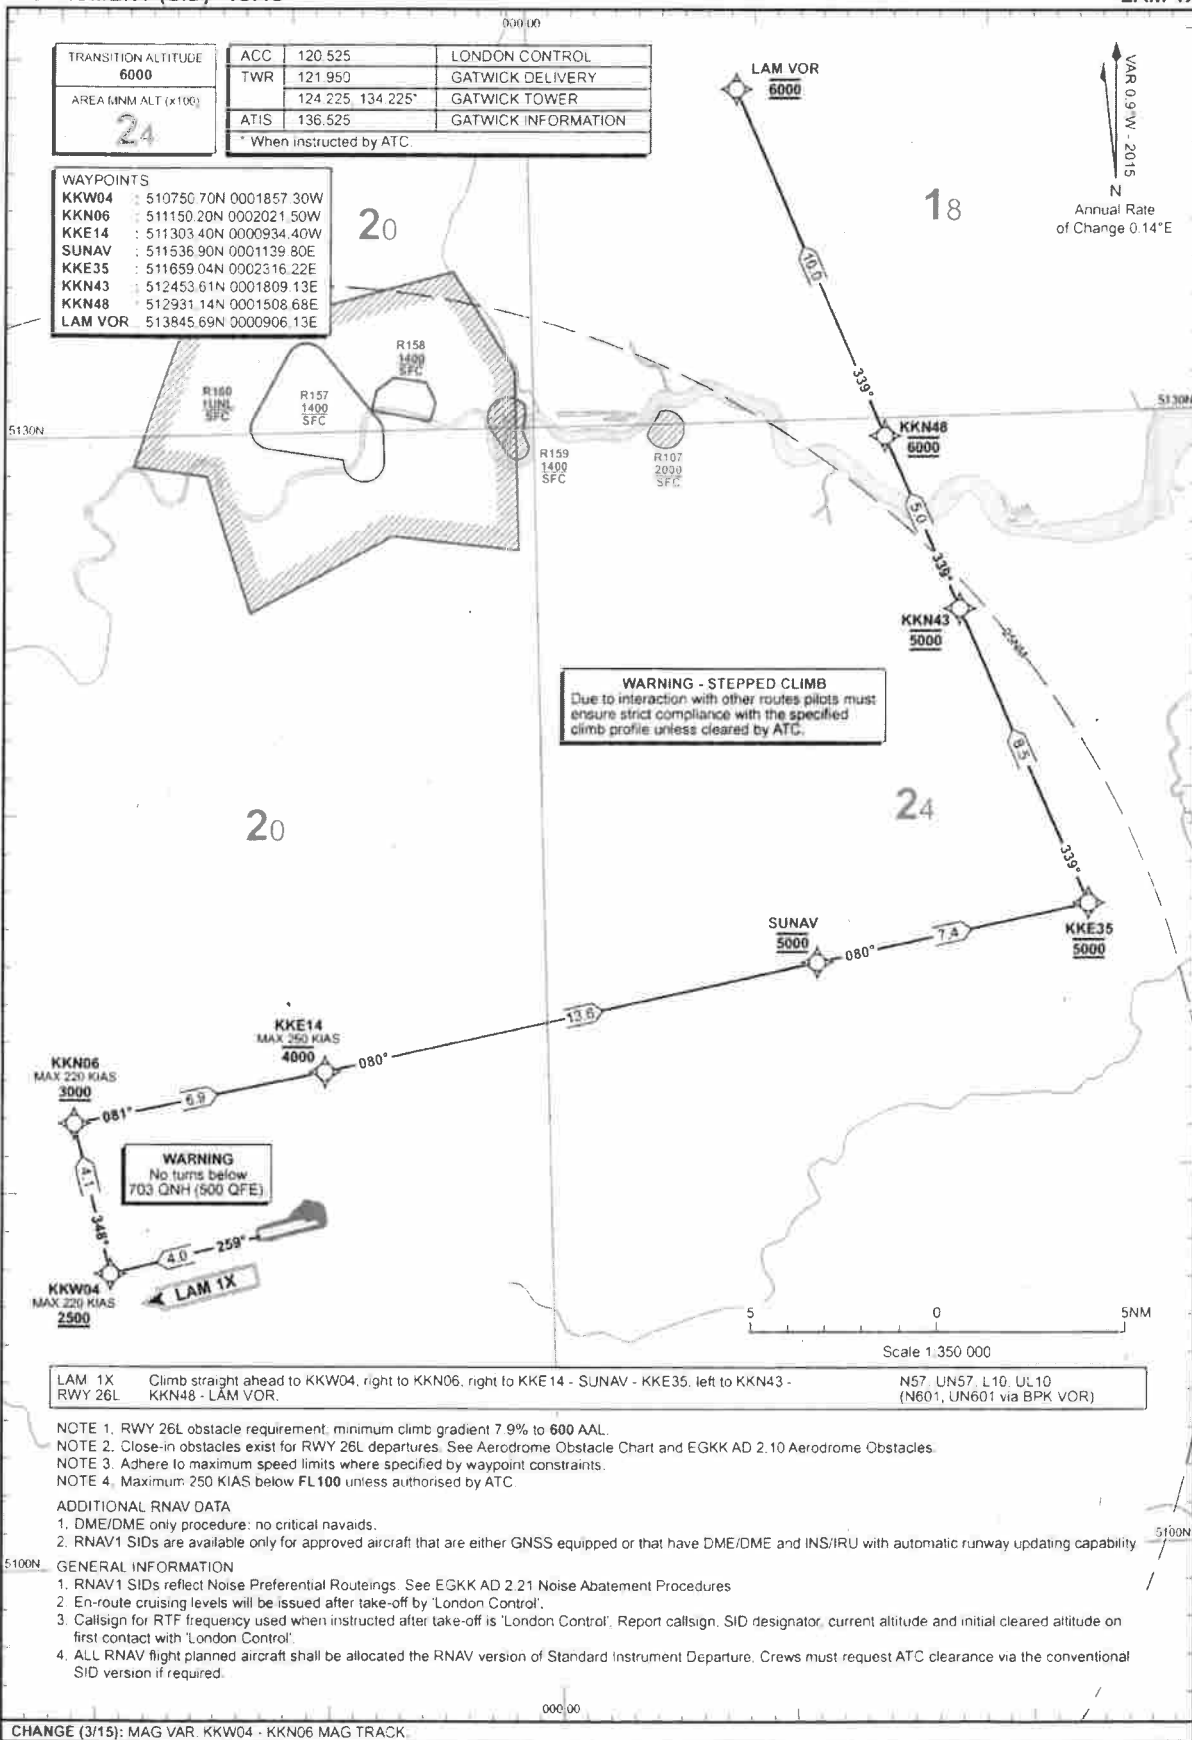 000:00
TRANSITION ALTITUDE
6000
AREA MNM ALT (x100)
24
ACC 120.525 LONDON CONTROL
TWR 121.950 GATWICK DELIVERY
124.225, 134.225* GATWICK TOWER
ATIS 136.525 GATWICK INFORMATION
* When instructed by ATC.
LAM VOR
6000
VAR 0.9°W - 2015
N
Annual Rate
of Change 0.14°E
WAYPOINTS
KKW04 : 510750.70N 0001857.30W
KKN06 : 511150.20N 0002021.50W
KKE14 : 511303.40N 0000934.40W
SUNAV : 511536.90N 0001139.80E
KKE35 : 511659.04N 0002316.22E
KKN43 : 512453.61N 0001809.13E
KKN48 : 512931.14N 0001508.68E
LAM VOR 513845.69N 0000906.13E
20
18
10.0
339°
R158
1400
SFC
R160
UNL
SFC
R157
1400
SFC
5130N
5130N
R159
1400
SFC
R107
2000
SFC
KKN48
6000
5.0
339°
KKN43
5000
25NM
WARNING - STEPPED CLIMB
Due to interaction with other routes pilots must
ensure strict compliance with the specified
climb profile unless cleared by ATC.
8.5
339°
20
24
SUNAV
5000
080°
7.4
KKE35
5000
13.6
KKE14
MAX 250 KIAS
4000
080°
KKN06
MAX 220 KIAS
3000
081°
6.9
WARNING
No turns below
703 QNH (500 QFE)
4.1
348°
4.0
259°
KKW04
MAX 220 KIAS
2500
LAM 1X
5 0 5NM
Scale 1:350 000
LAM 1X Climb straight ahead to KKW04, right to KKN06, right to KKE14 - SUNAV - KKE35, left to KKN43 - N57, UN57, L10, UL10
RWY 26L KKN48 - LAM VOR. (N601, UN601 via BPK VOR)
NOTE 1. RWY 26L obstacle requirement, minimum climb gradient 7.9% to 600 AAL.
NOTE 2. Close-in obstacles exist for RWY 26L departures. See Aerodrome Obstacle Chart and EGKK AD 2.10 Aerodrome Obstacles.
NOTE 3. Adhere to maximum speed limits where specified by waypoint constraints.
NOTE 4. Maximum 250 KIAS below FL100 unless authorised by ATC.
ADDITIONAL RNAV DATA
1. DME/DME only procedure: no critical navaids.
2. RNAV1 SIDs are available only for approved aircraft that are either GNSS equipped or that have DME/DME and INS/IRU with automatic runway updating capability
5100N
5100N
GENERAL INFORMATION
1. RNAV1 SIDs reflect Noise Preferential Routeings. See EGKK AD 2.21 Noise Abatement Procedures
2. En-route cruising levels will be issued after take-off by 'London Control'.
3. Callsign for RTF frequency used when instructed after take-off is 'London Control'. Report callsign, SID designator, current altitude and initial cleared altitude on
first contact with 'London Control'.
4. ALL RNAV flight planned aircraft shall be allocated the RNAV version of Standard Instrument Departure. Crews must request ATC clearance via the conventional
SID version if required.
000:00
CHANGE (3/15): MAG VAR. KKW04 - KKN06 MAG TRACK.